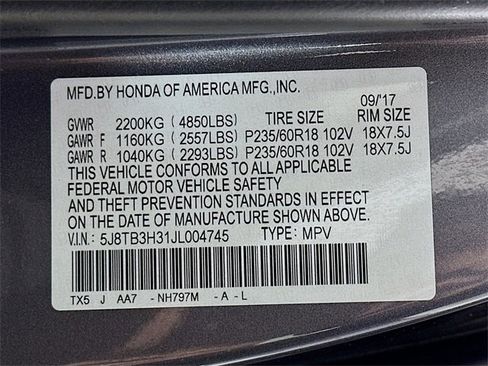 MFD.BY HONDA OF AMERICA MFG.,INC.
09/'17
GVWR 2200KG (4850LBS) TIRE SIZE RIM SIZE
GAWR F 1160KG (2557LBS) P235/60R18 102V 18X7.5J
GAWR R 1040KG (2293LBS) P235/60R18 102V 18X7.5J
THIS VEHICLE CONFORMS TO ALL APPLICABLE
FEDERAL MOTOR VEHICLE SAFETY
AND THEFT PREVENTION STANDARDS IN EFFECT
ON THE DATE OF MANUFACTURE SHOWN ABOVE.
V.I.N.: 5J8TB3H31JL004745 TYPE: MPV
TX5 J AA7 -NH797M -A-L